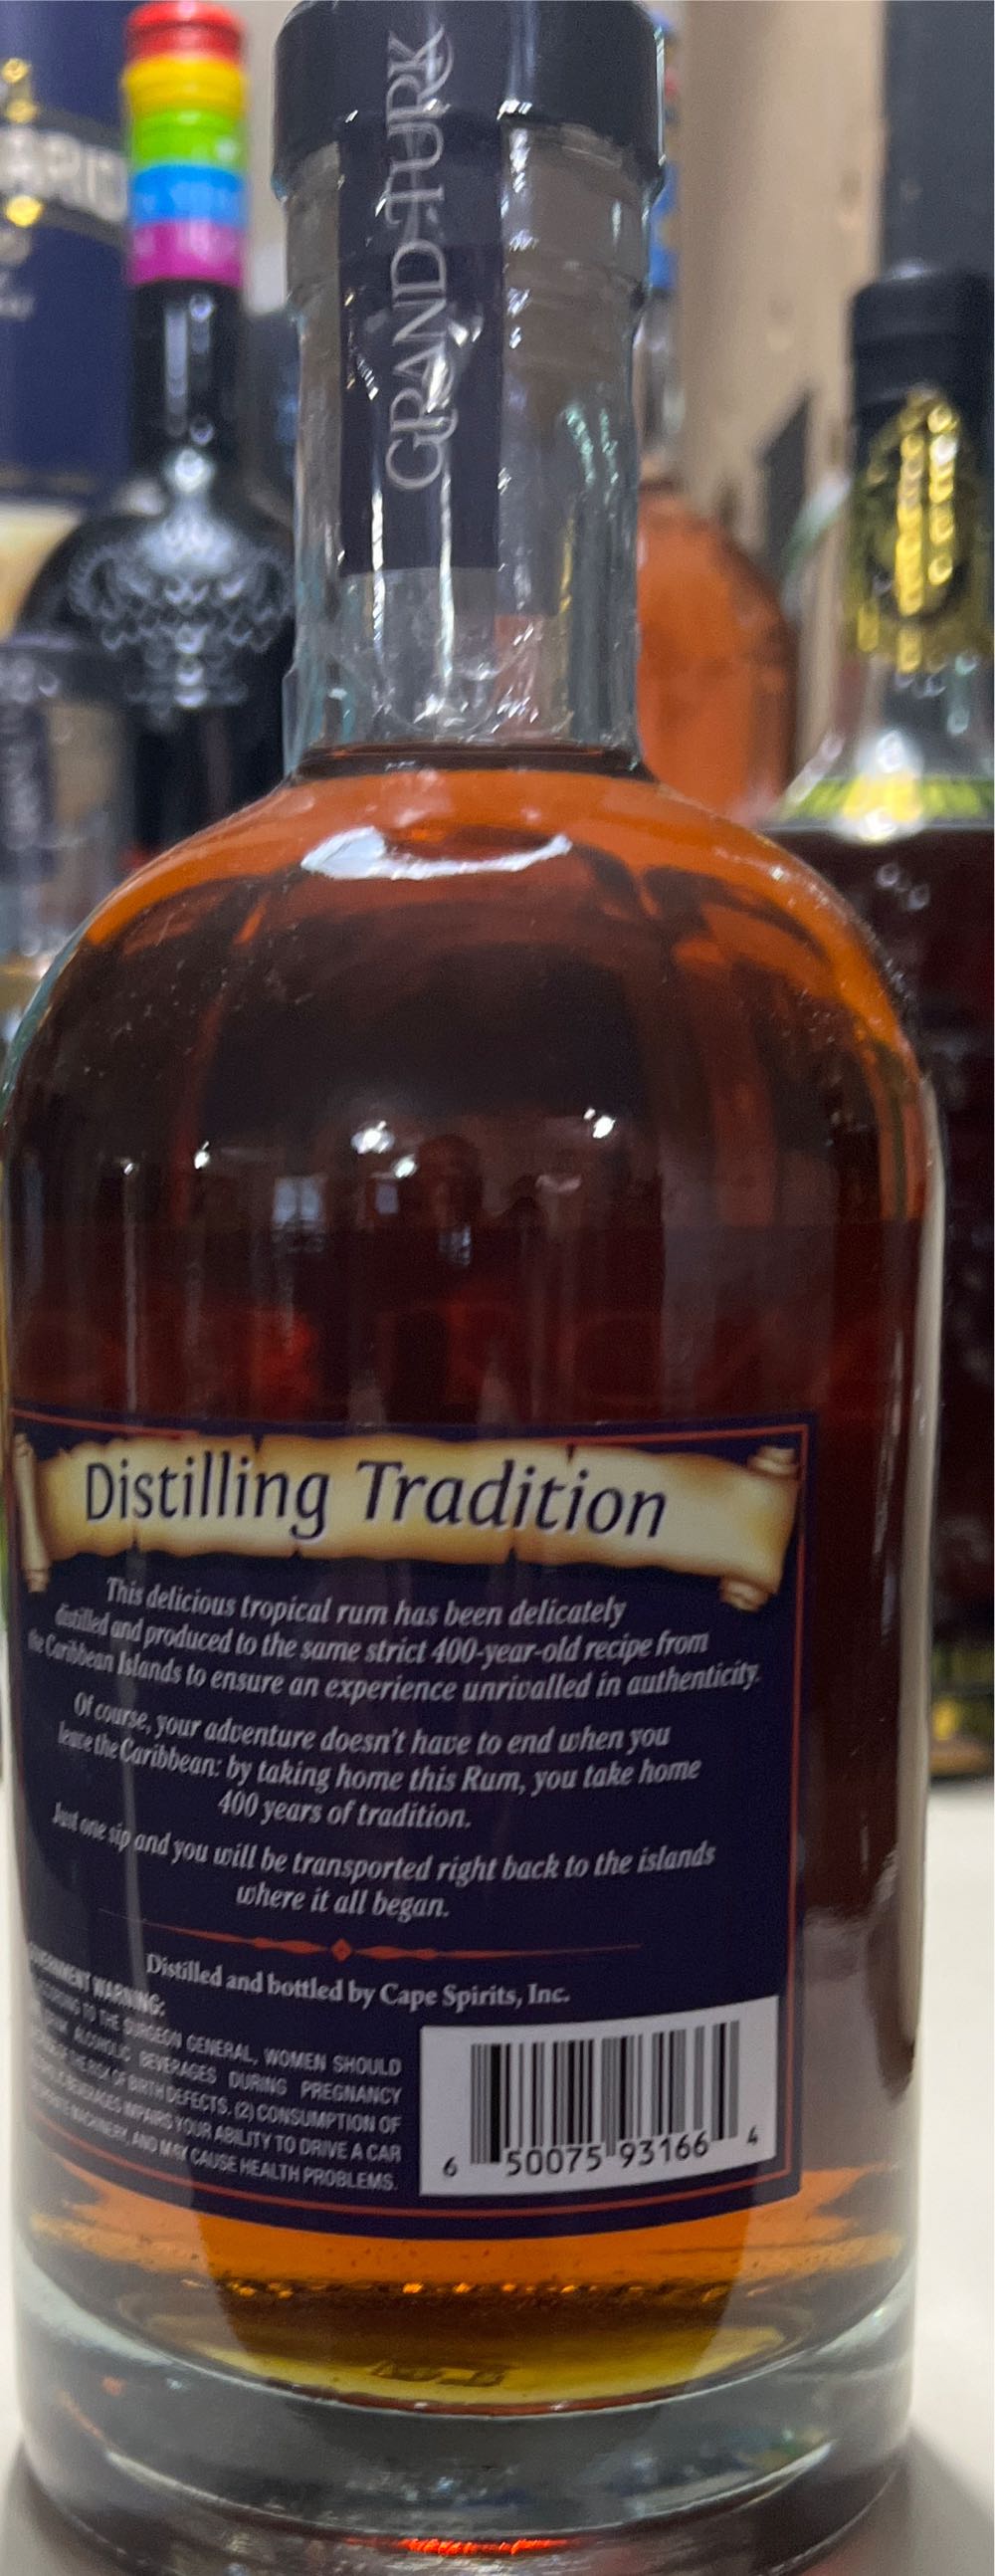 GRAND TURK
Distilling Tradition
This delicious tropical rum has been delicately
distilled and produced to the same strict 400-year-old recipe from
the Caribbean Islands to ensure an experience unrivalled in authenticity.
Of course, your adventure doesn't have to end when you
leave the Caribbean: by taking home this Rum, you take home
400 years of tradition.
Just one sip and you will be transported right back to the islands
where it all began.
Distilled and bottled by Cape Spirits, Inc.
GOVERNMENT WARNING:
TO THE SURGEON GENERAL, WOMEN SHOULD
ALCOHOLIC BEVERAGES DURING PREGNANCY
OF THE RISK OF BIRTH DEFECTS. (2) CONSUMPTION OF
BEVERAGES IMPAIRS YOUR ABILITY TO DRIVE A CAR
MACHINERY, AND MAY CAUSE HEALTH PROBLEMS.
6 50075 93166 4